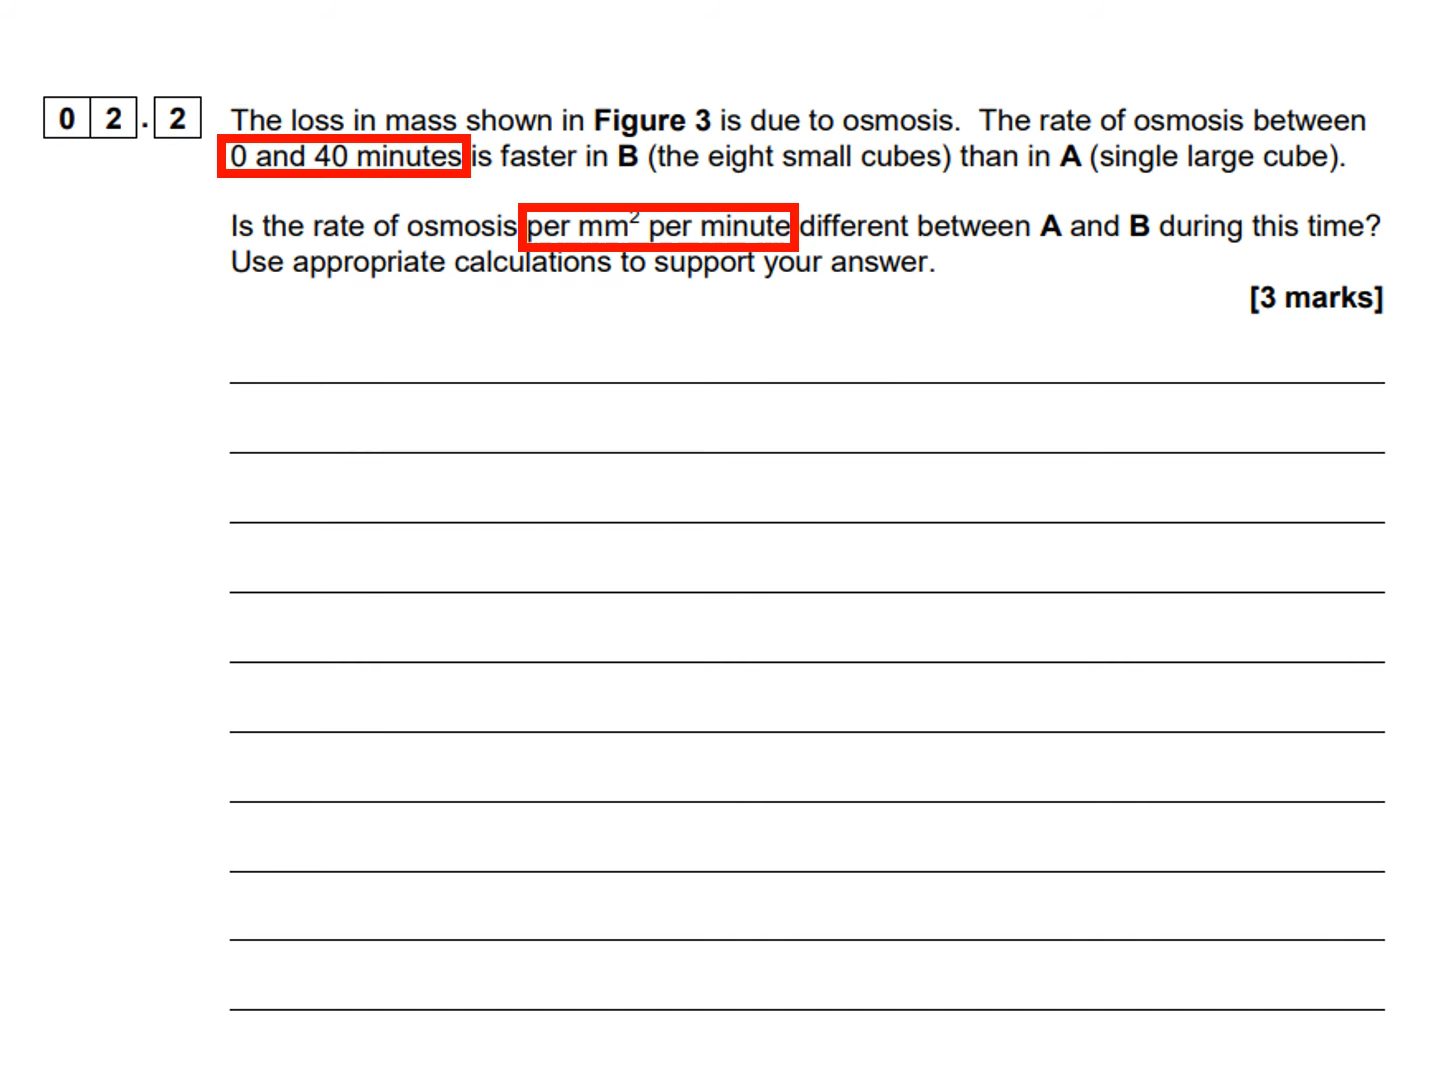 02.2 The loss in mass shown in Figure 3 is due to osmosis. The rate of osmosis between
0 and 40 minutes is faster in B (the eight small cubes) than in A (single large cube).
Is the rate of osmosis per mm² per minute different between A and B during this time?
Use appropriate calculations to support your answer.
[3 marks]